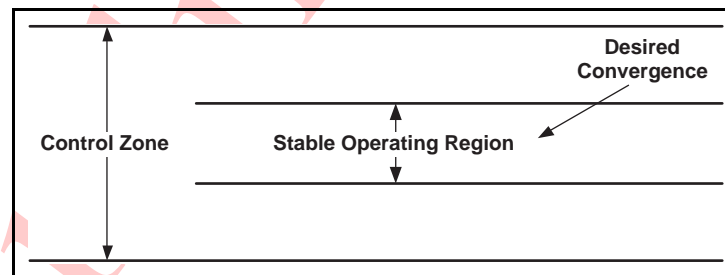 Desired
Convergence
Control Zone
Stable Operating Region